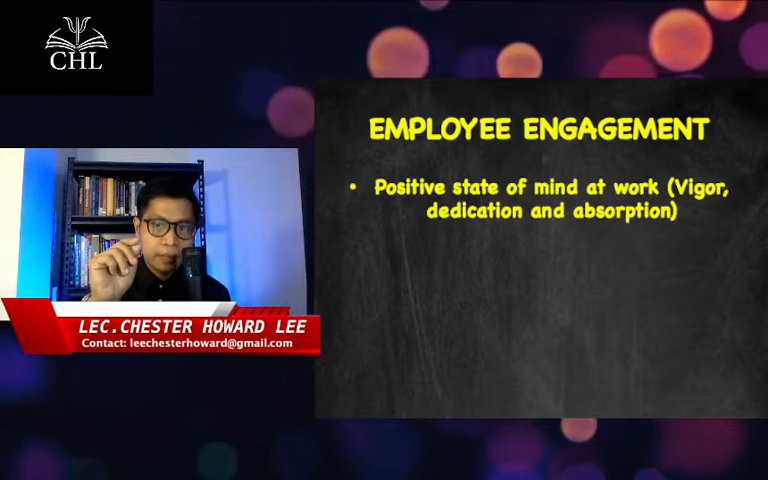 CHL
EMPLOYEE ENGAGEMENT
• Positive state of mind at work (Vigor,
dedication and absorption)
LEC.CHESTER HOWARD LEE
Contact: leechesterhoward@gmail.com